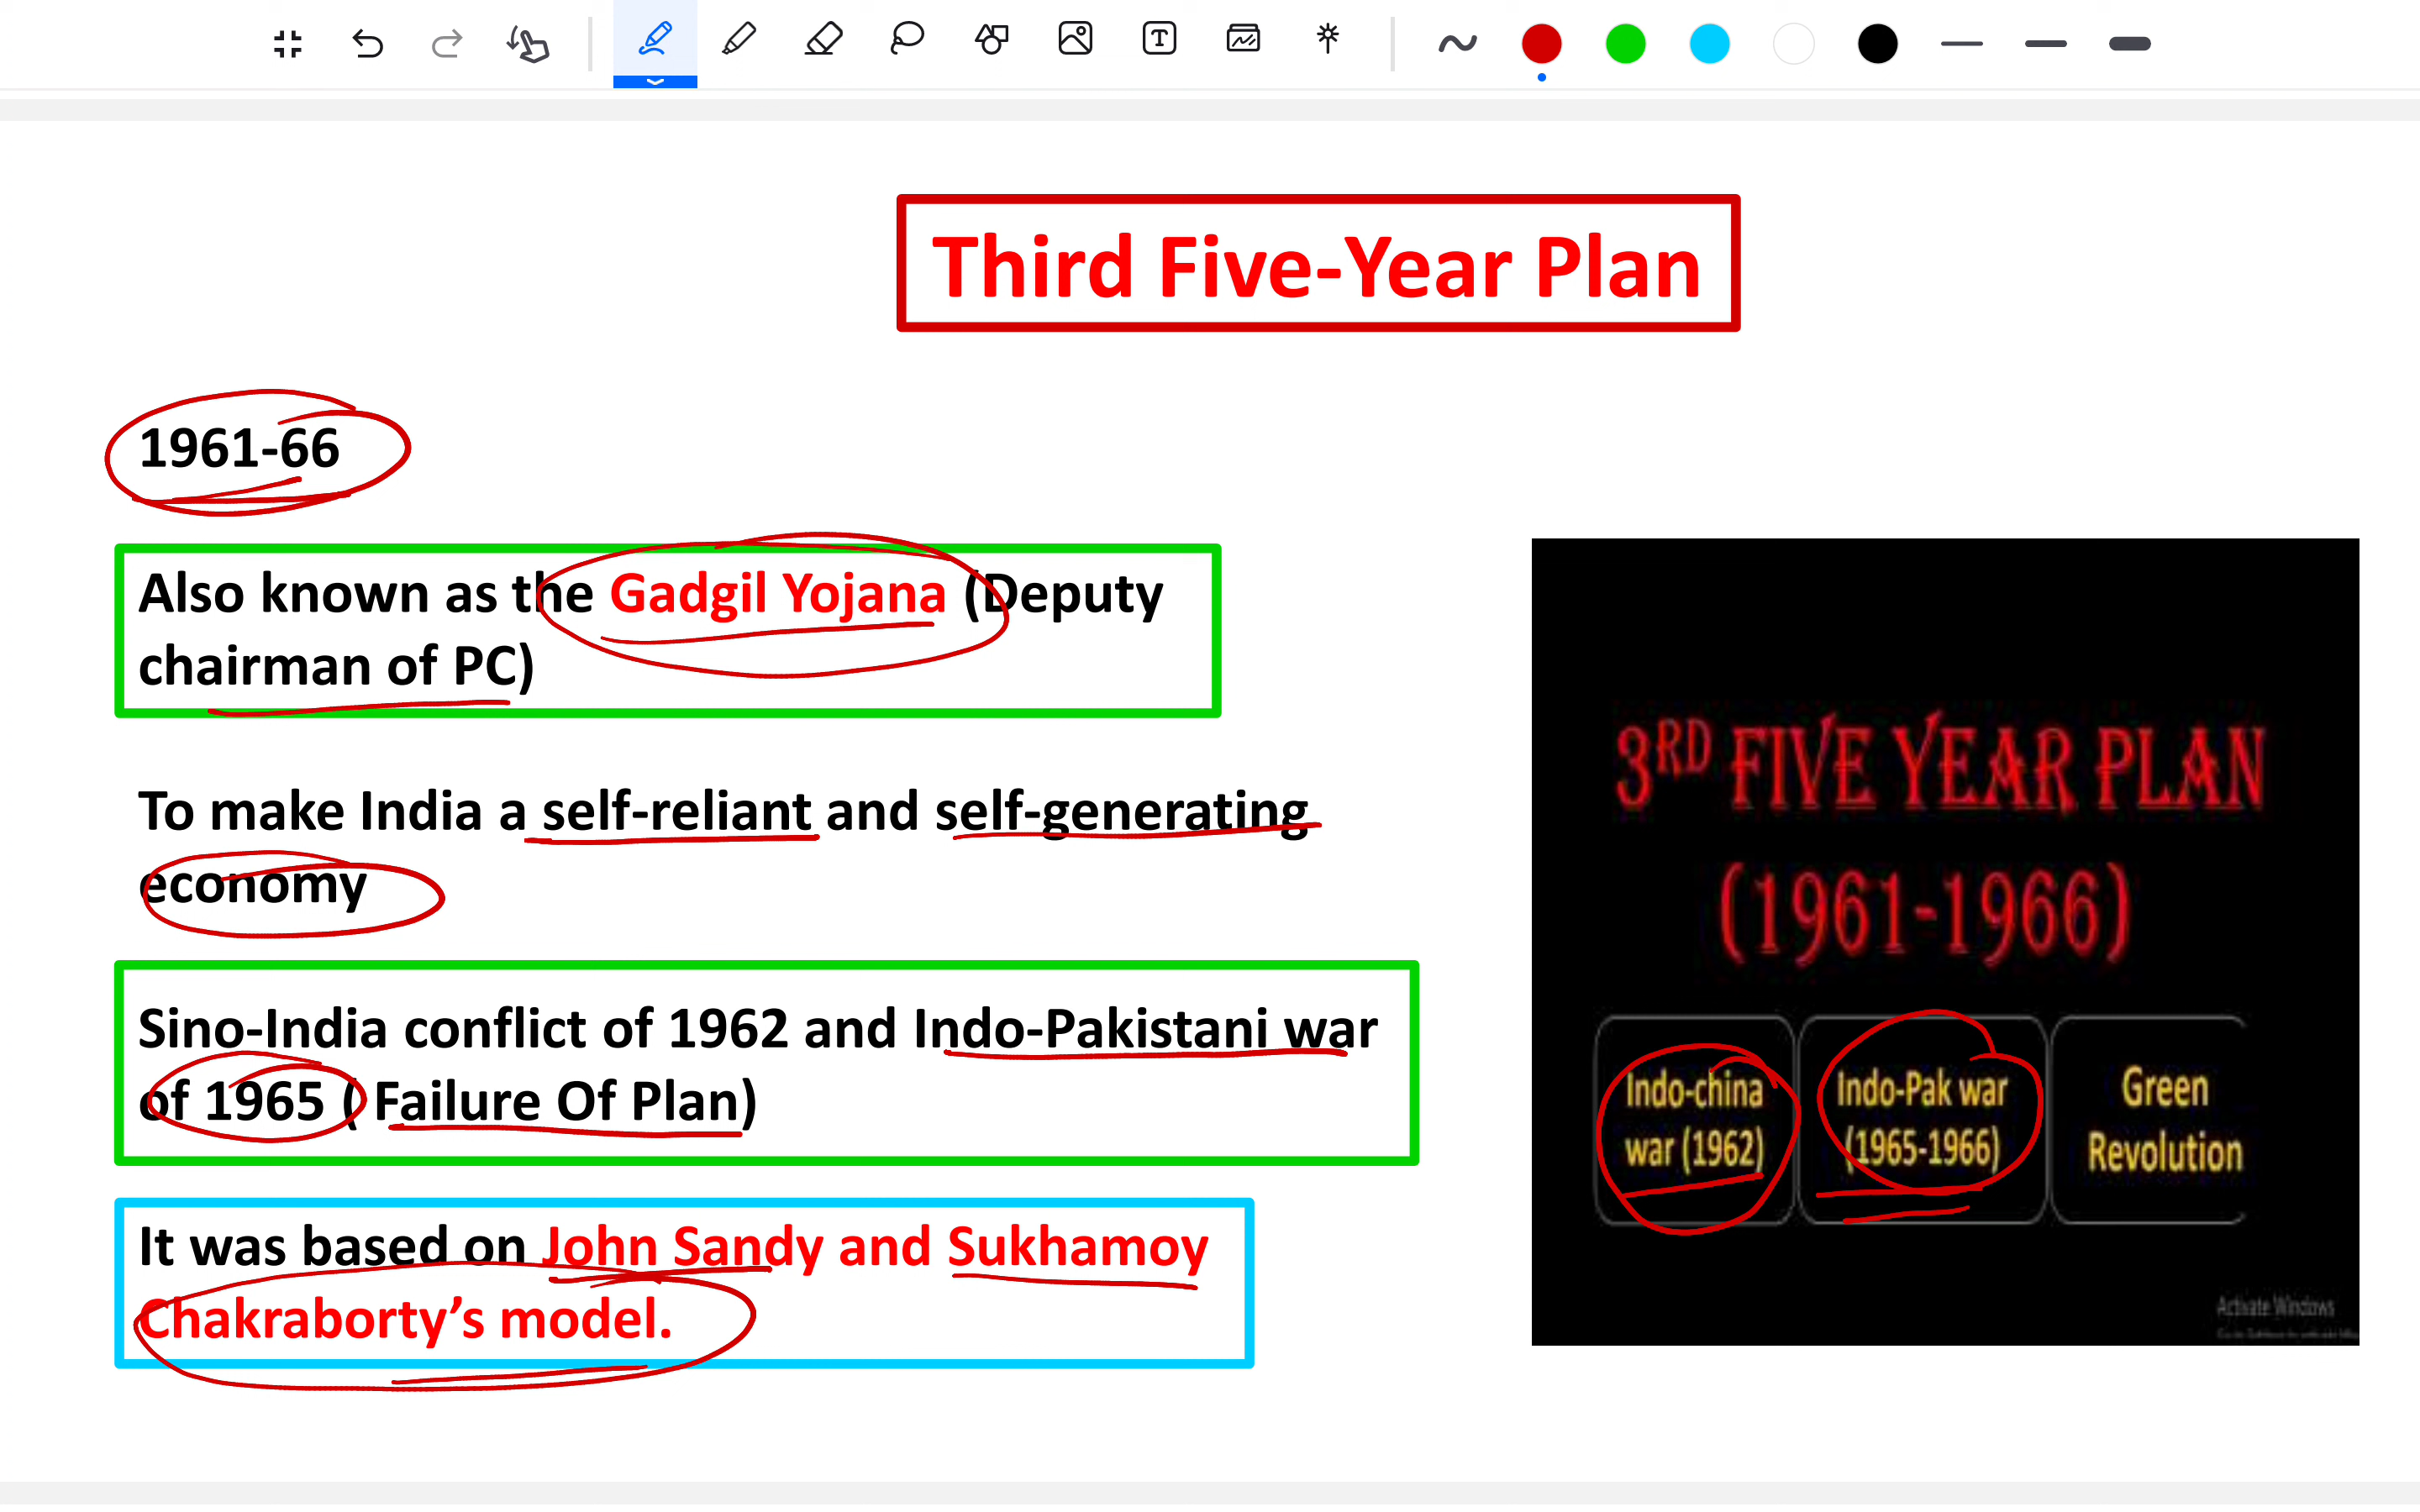 Third Five-Year Plan
1961-66
Also known as the Gadgil Yojana (Deputy
chairman of PC)
To make India a self-reliant and self-generating
economy
Sino-India conflict of 1962 and Indo-Pakistani war
of 1965 ( Failure Of Plan)
It was based on John Sandy and Sukhamoy
Chakraborty’s model.
3RD FIVE YEAR PLAN
(1961-1966)
Indo-china
war (1962)
Indo-Pak war
(1965-1966)
Green
Revolution
Activate Windows